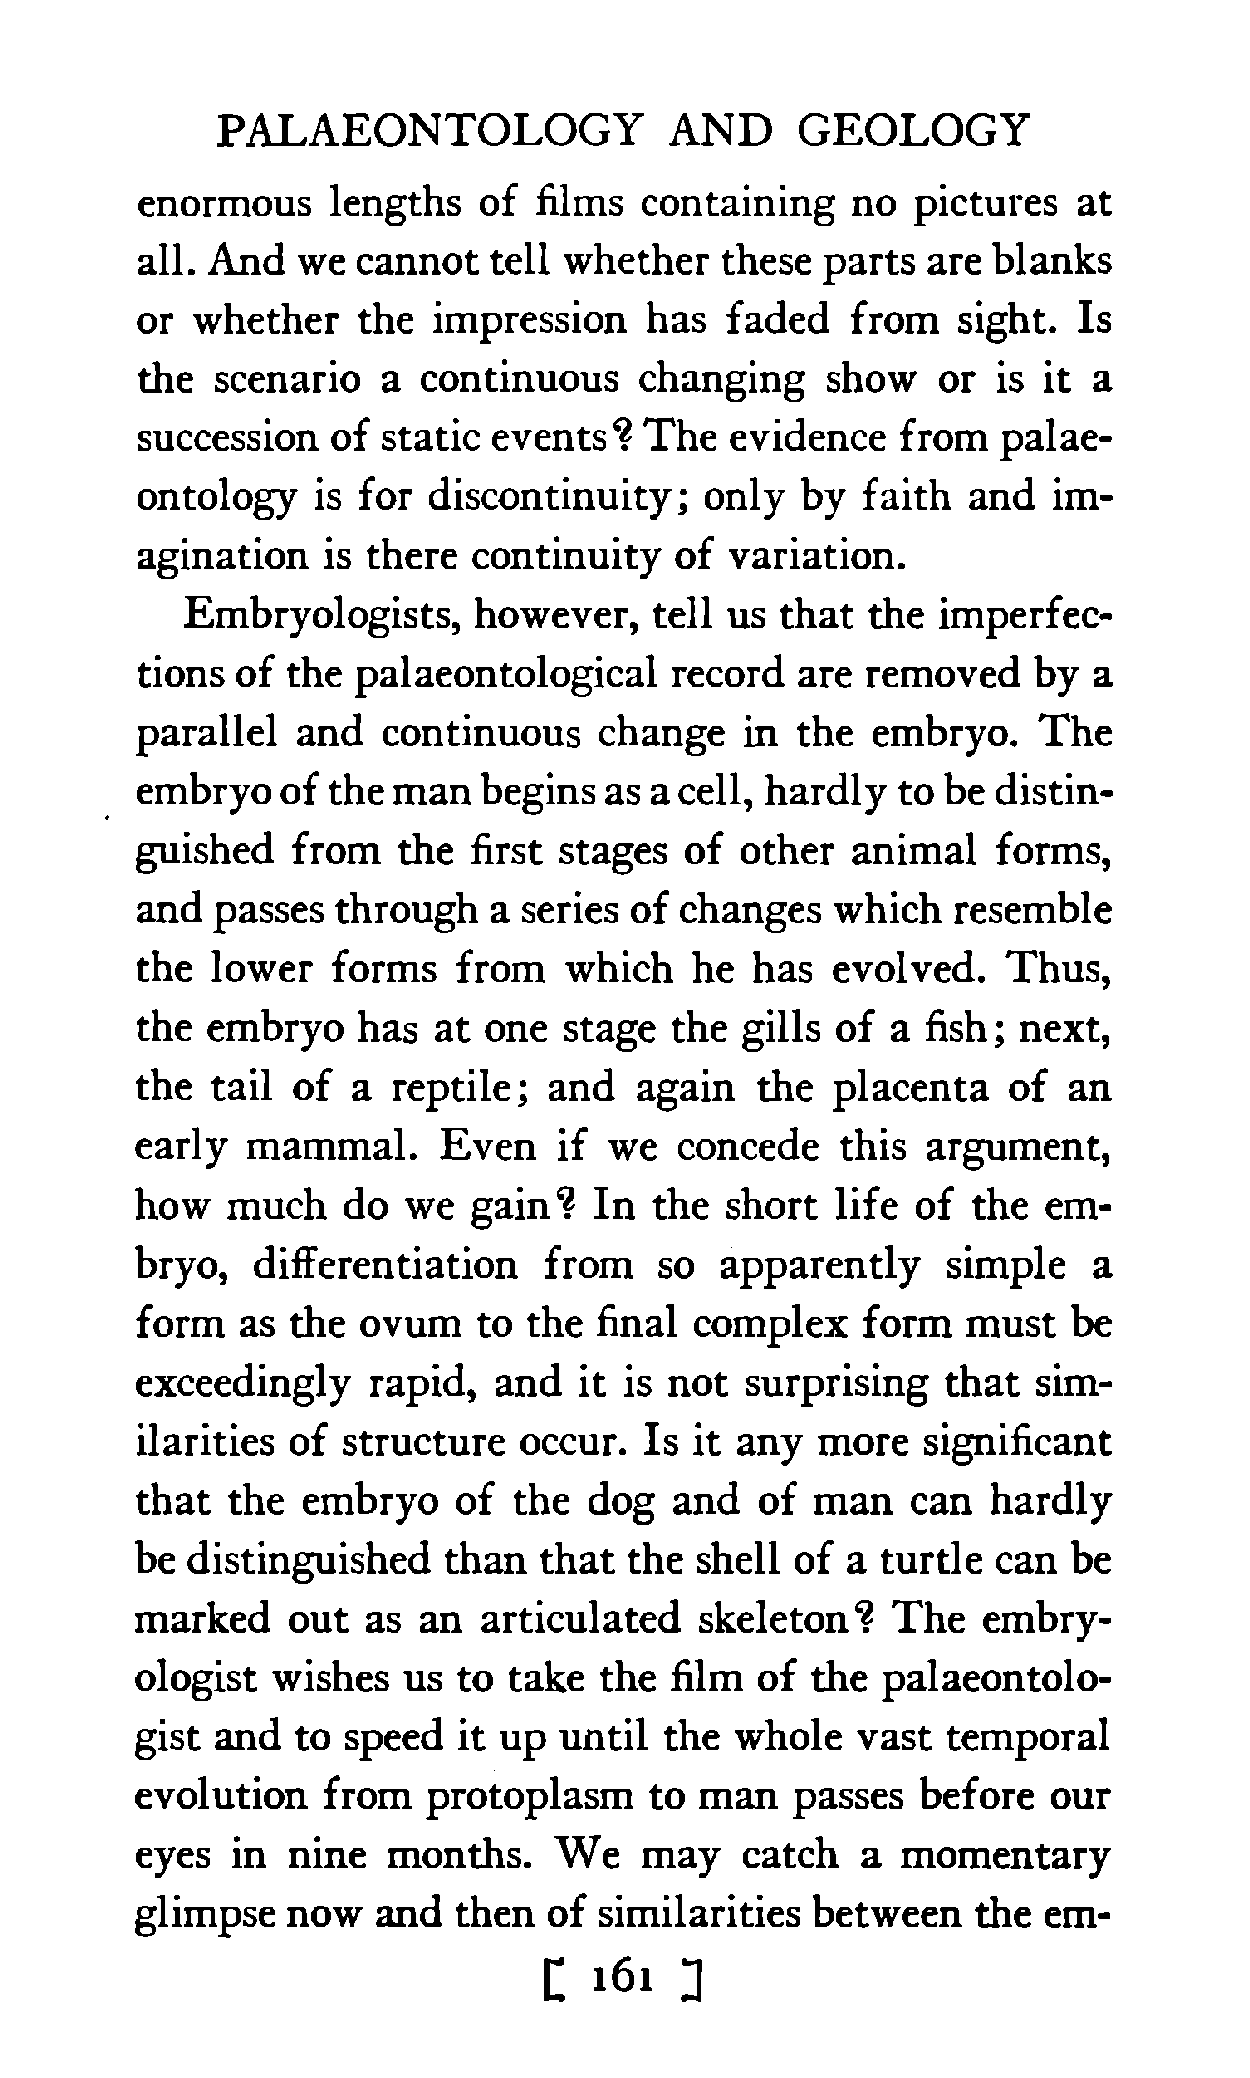 PALAEONTOLOGY AND GEOLOGY
enormous lengths of films containing no pictures at
all. And we cannot tell whether these parts are blanks
or whether the impression has faded from sight. Is
the scenario a continuous changing show or is it a
succession of static events? The evidence from palae-
ontology is for discontinuity; only by faith and im-
agination is there continuity of variation.
Embryologists, however, tell us that the imperfec-
tions of the palaeontological record are removed by a
parallel and continuous change in the embryo. The
embryo of the man begins as a cell, hardly to be distin-
guished from the first stages of other animal forms,
and passes through a series of changes which resemble
the lower forms from which he has evolved. Thus,
the embryo has at one stage the gills of a fish; next,
the tail of a reptile; and again the placenta of an
early mammal. Even if we concede this argument,
how much do we gain? In the short life of the em-
bryo, differentiation from so apparently simple a
form as the ovum to the final complex form must be
exceedingly rapid, and it is not surprising that sim-
ilarities of structure occur. Is it any more significant
that the embryo of the dog and of man can hardly
be distinguished than that the shell of a turtle can be
marked out as an articulated skeleton? The embry-
ologist wishes us to take the film of the palaeontolo-
gist and to speed it up until the whole vast temporal
evolution from protoplasm to man passes before our
eyes in nine months. We may catch a momentary
glimpse now and then of similarities between the em-
[ 161 ]